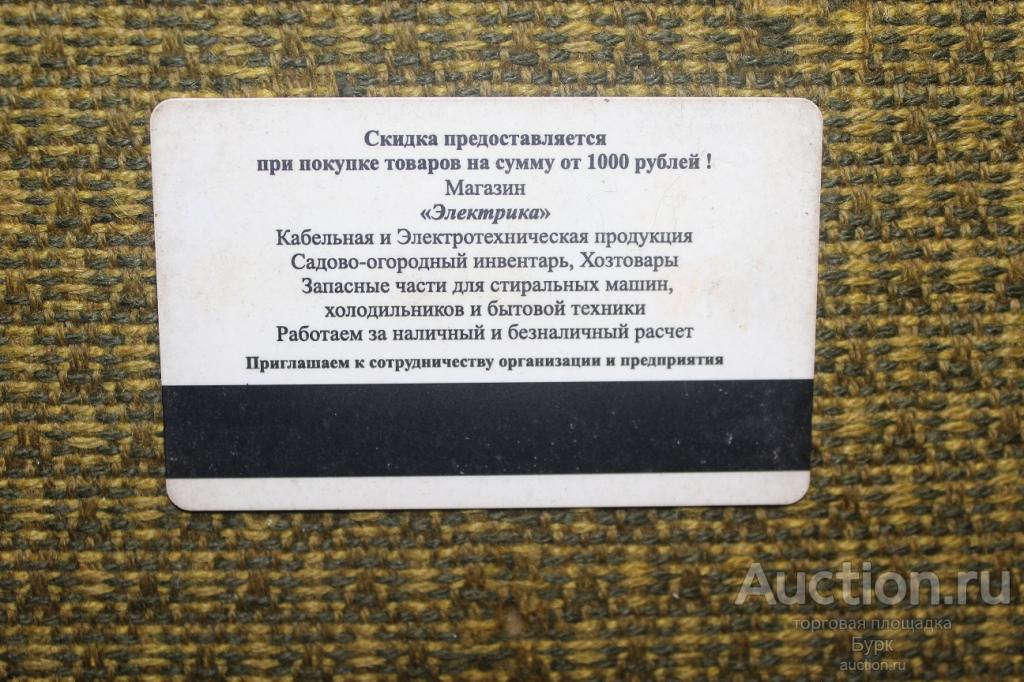 Скидка предоставляется
при покупке товаров на сумму от 1000 рублей !
Магазин
«Электрика»
Кабельная и Электротехническая продукция
Садово-огородный инвентарь, Хозтовары
Запасные части для стиральных машин,
холодильников и бытовой техники
Работаем за наличный и безналичный расчет
Приглашаем к сотрудничеству организации и предприятия
Auction.ru
торговая площадка
Бурк
auction.ru